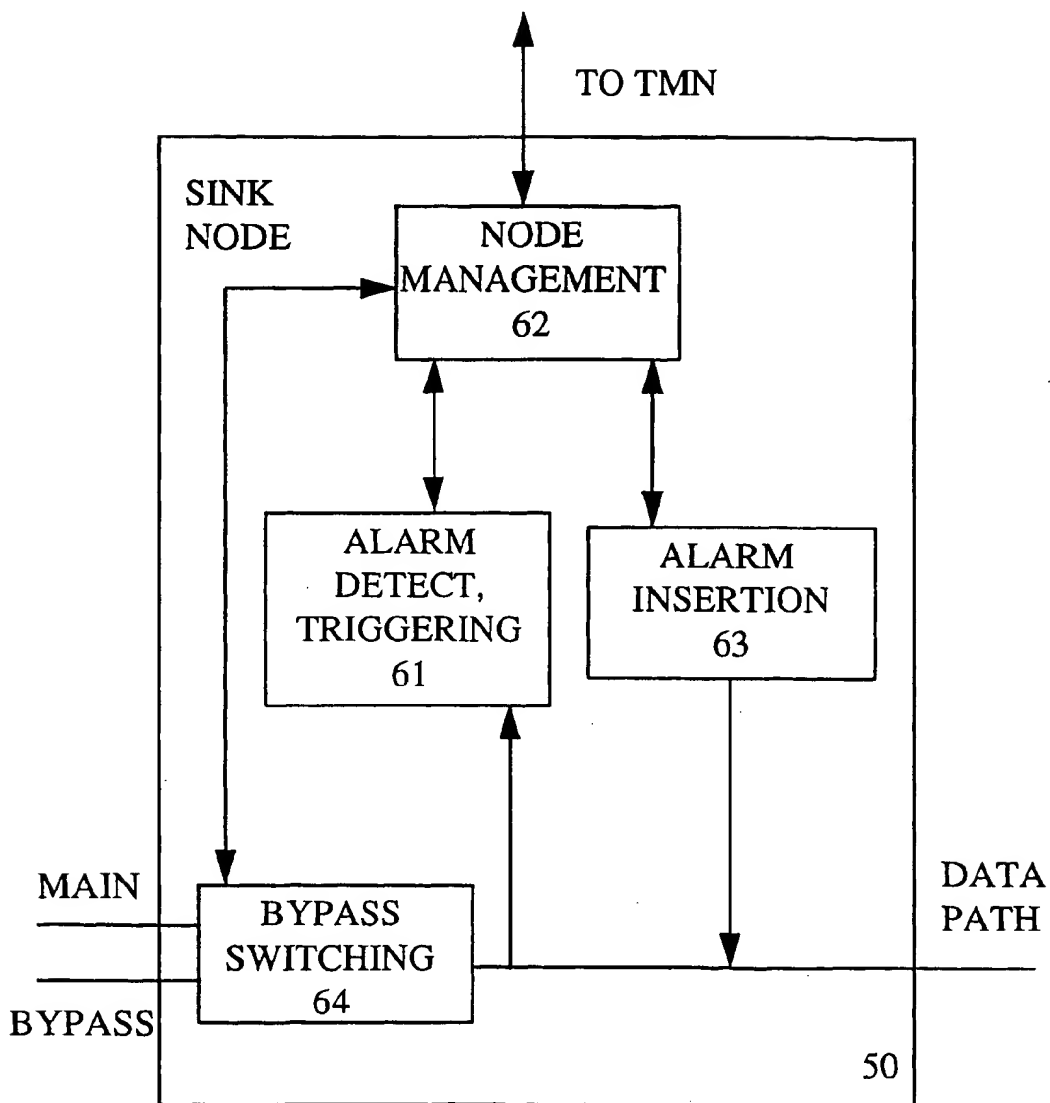 TO TMN
SINK
NODE
NODE
MANAGEMENT
62
ALARM
DETECT,
TRIGGERING
61
ALARM
INSERTION
63
MAIN
BYPASS
BYPASS
SWITCHING
64
DATA
PATH
50